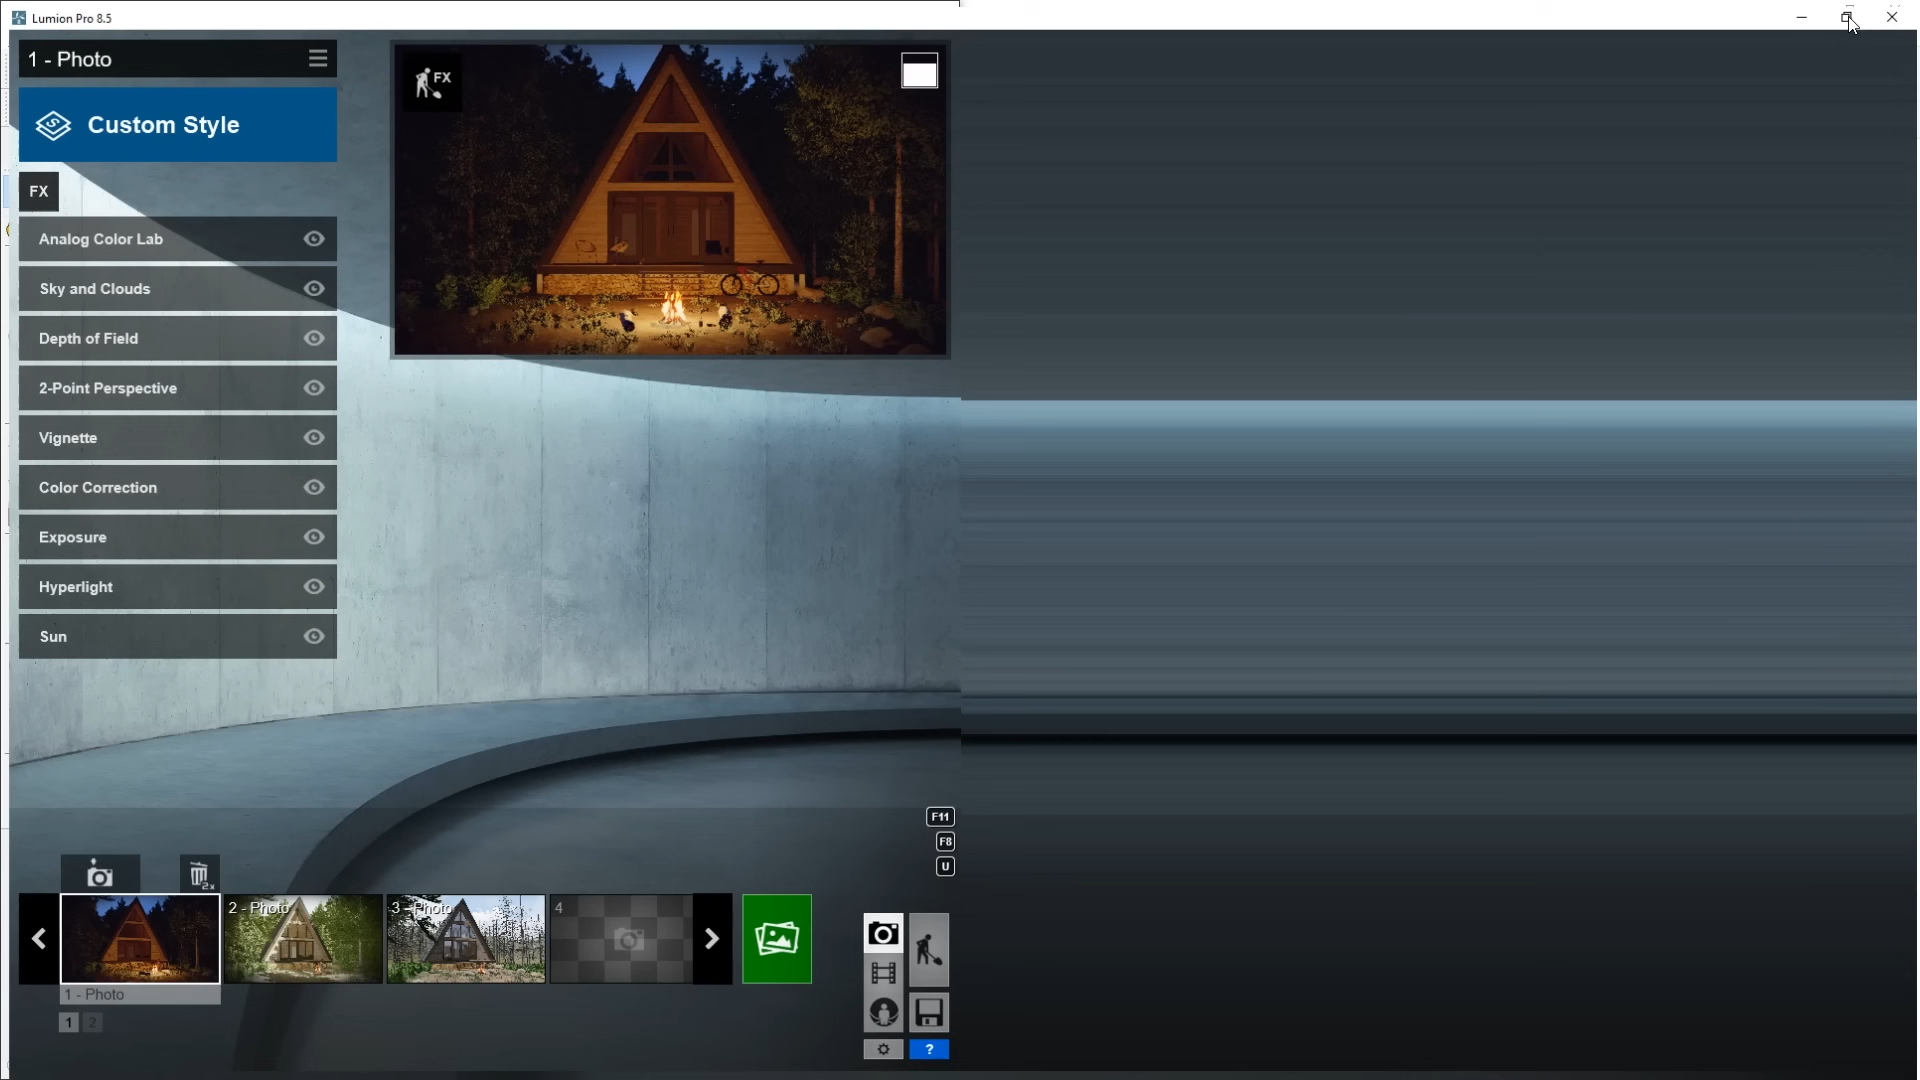 Lumion Pro 8.5
1 - Photo
Custom Style
FX
FX
Analog Color Lab
Sky and Clouds
Depth of Field
2-Point Perspective
Vignette
Color Correction
Exposure
Hyperlight
Sun
F11
F8
U
2x
2 - Photo
3 - Photo
4
1 - Photo
1
2
?